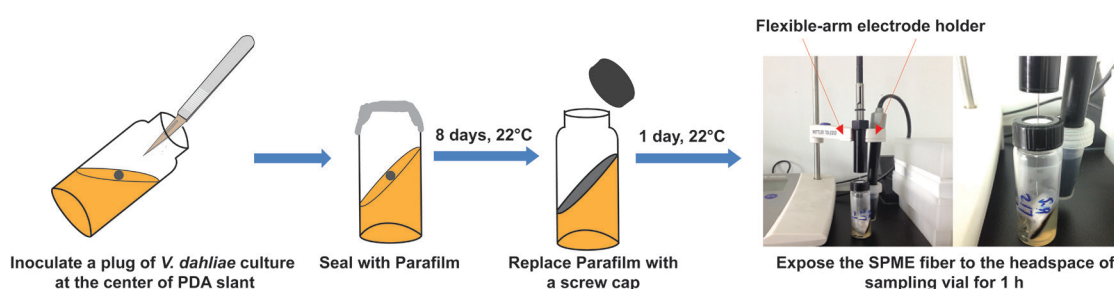 Flexible-arm electrode holder
8 days, 22°C
1 day, 22°C
METTLER TOLEDO
Inoculate a plug of V. dahliae culture
at the center of PDA slant
Seal with Parafilm
Replace Parafilm with
a screw cap
Expose the SPME fiber to the headspace of
sampling vial for 1 h